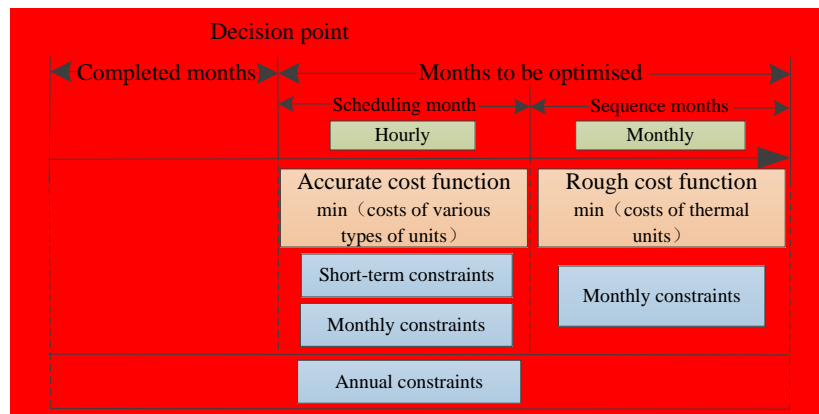 Decision point
Completed months
Months to be optimised
Scheduling month
Sequence months
Hourly
Monthly
Accurate cost function
min（costs of various
types of units）
Rough cost function
min（costs of thermal
units）
Short-term constraints
Monthly constraints
Monthly constraints
Annual constraints